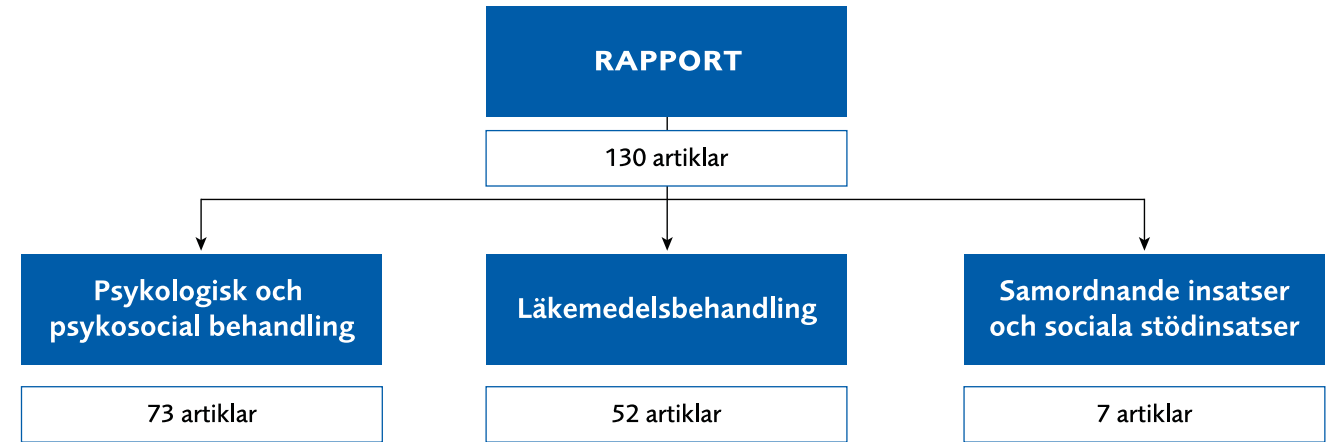 RAPPORT
130 artiklar
Psykologisk och
psykosocial behandling
Läkemedelsbehandling
Samordnande insatser
och sociala stödinsatser
73 artiklar
52 artiklar
7 artiklar